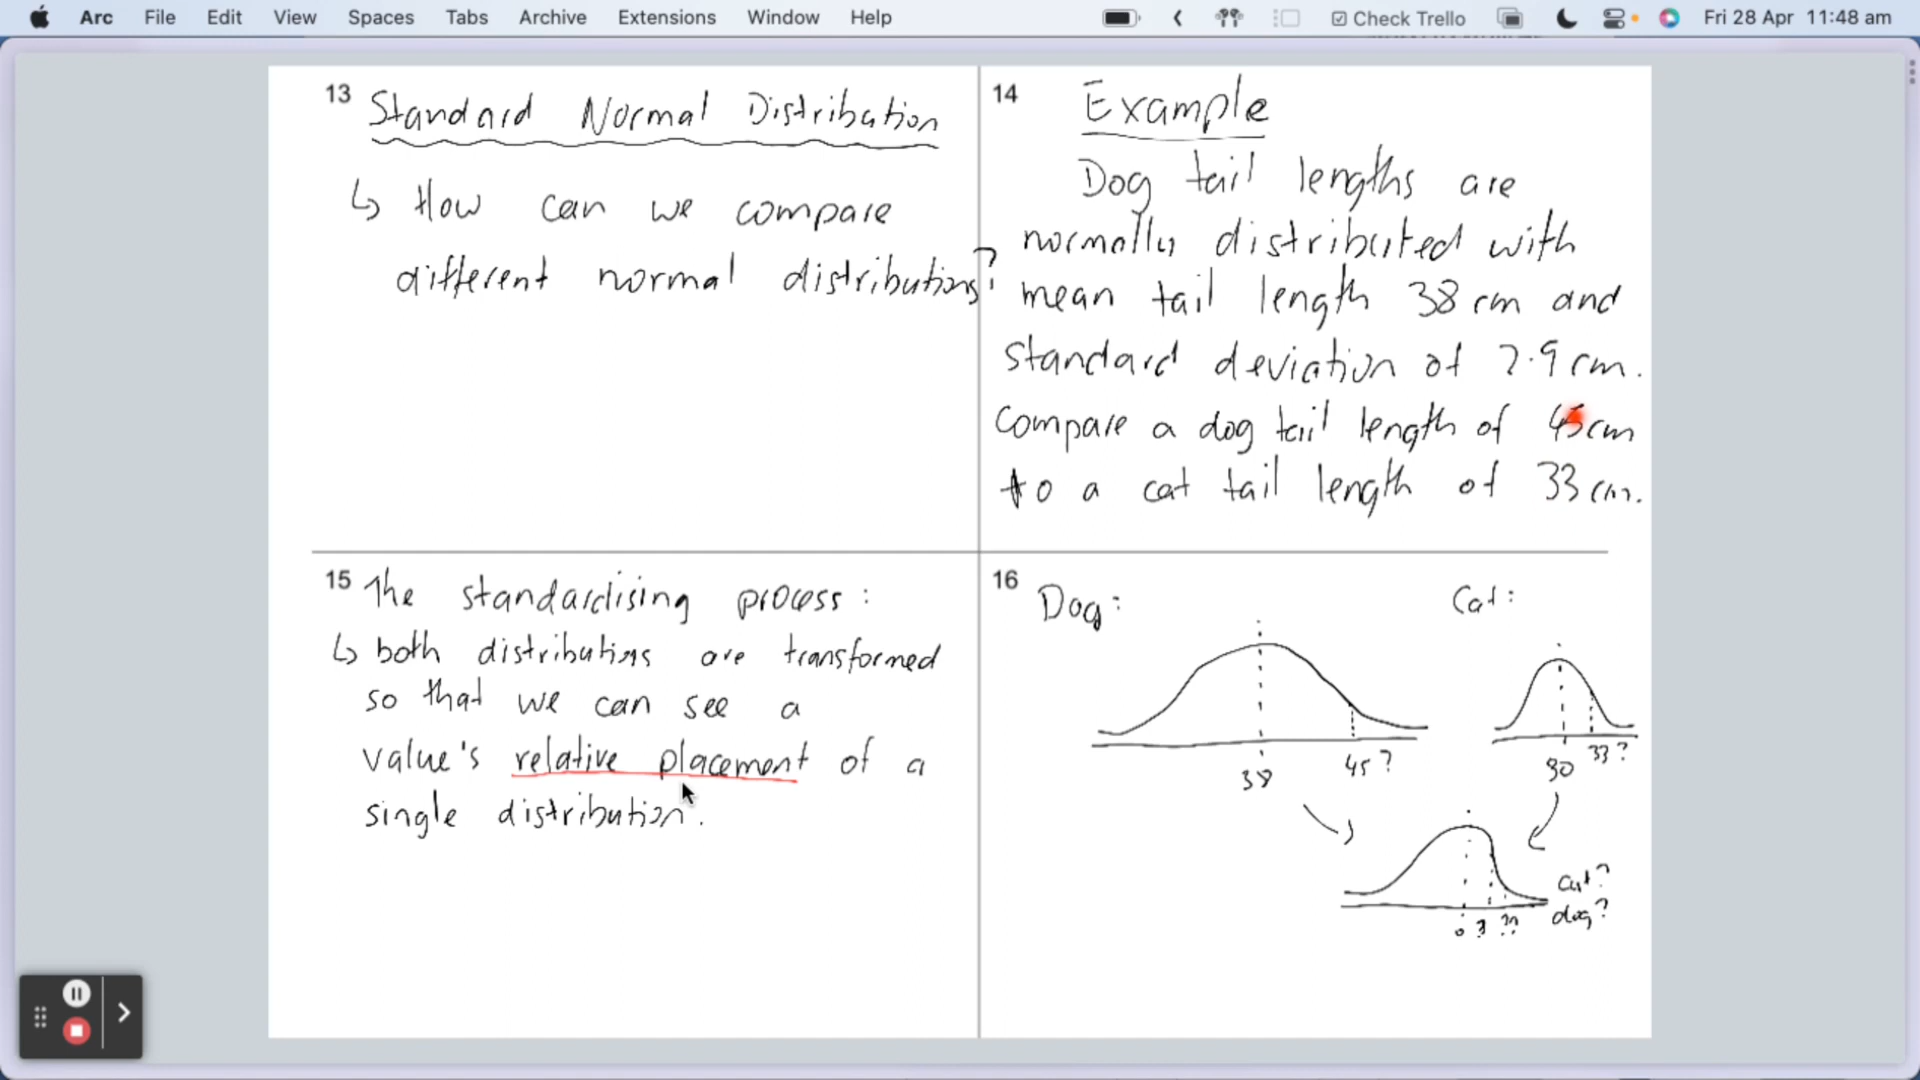 Arc File Edit View Spaces Tabs Archive Extensions Window Help Check Trello Fri 28 Apr 11:48 am
13 Standard Normal Distribution
↳ How can we compare
different normal distributions?
14 Example
Dog tail lengths are
normally distributed with
mean tail length 38 cm and
standard deviation of 7.9 cm.
Compare a dog tail length of 45 cm
to a cat tail length of 33 cm.
15 The standardising process:
↳ both distributions are transformed
so that we can see a
value's relative placement of a
single distribution.
16 Dog: Cat:
38 45? 30 33?
cat?
dog?
0 ? ??